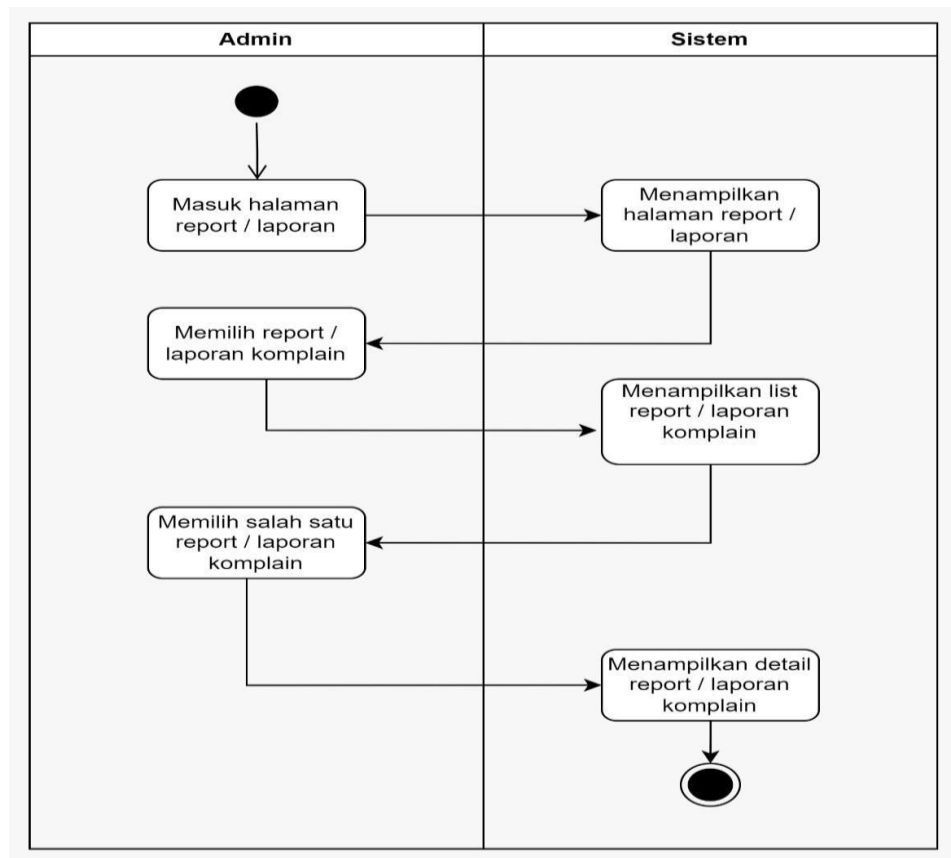 Admin
Sistem
Masuk halaman
report / laporan
Menampilkan
halaman report /
laporan
Memilih report /
laporan komplain
Menampilkan list
report / laporan
komplain
Memilih salah satu
report / laporan
komplain
Menampilkan detail
report / laporan
komplain